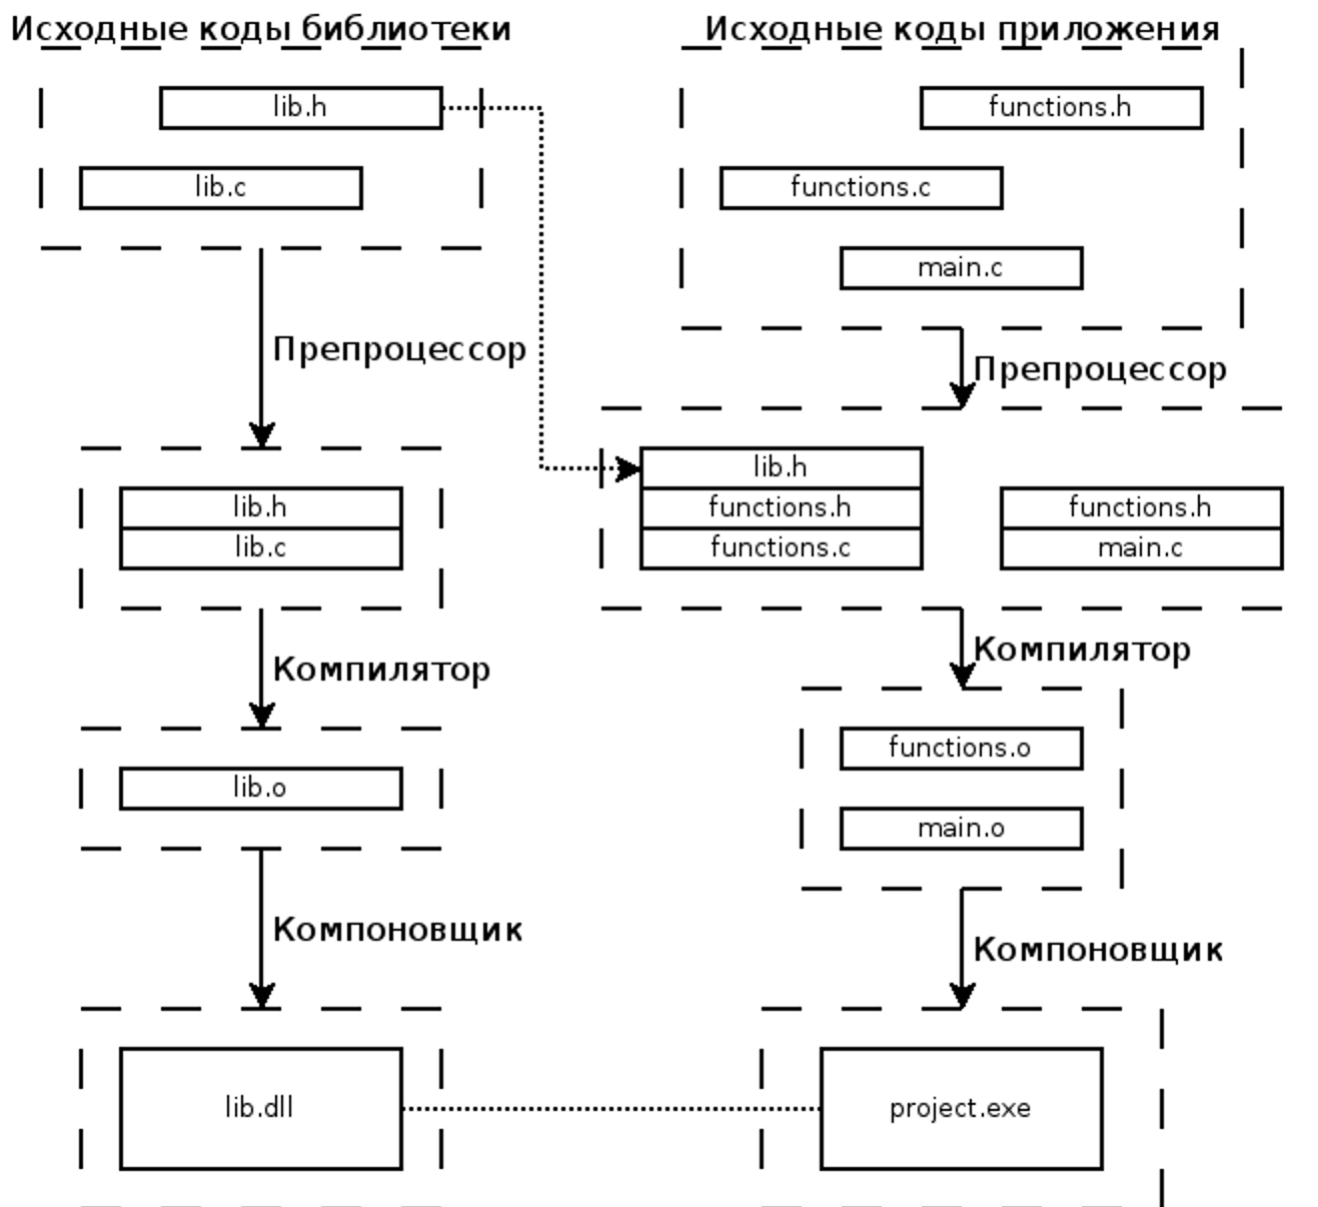 Исходные коды библиотеки
lib.h
lib.c
Препроцессор
lib.h
lib.c
Компилятор
lib.o
Компоновщик
lib.dll
Исходные коды приложения
functions.h
functions.c
main.c
Препроцессор
lib.h
functions.h
functions.c
functions.h
main.c
Компилятор
functions.o
main.o
Компоновщик
project.exe